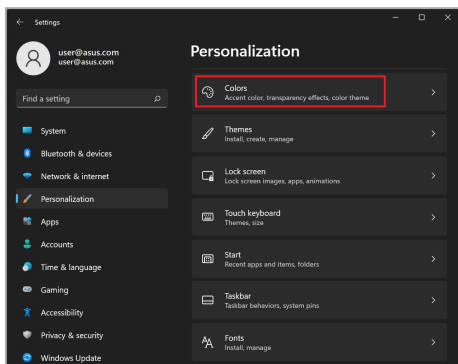 Settings
user@asus.com
user@asus.com
Find a setting
System
Bluetooth & devices
Network & internet
Personalization
Apps
Accounts
Time & language
Gaming
Accessibility
Privacy & security
Windows Update
Personalization
Colors
Accent color, transparency effects, color theme
Themes
Install, create, manage
Lock screen
Lock screen images, apps, animations
Touch keyboard
Themes, size
Start
Recent apps and items, folders
Taskbar
Taskbar behaviors, system pins
Fonts
Install, manage